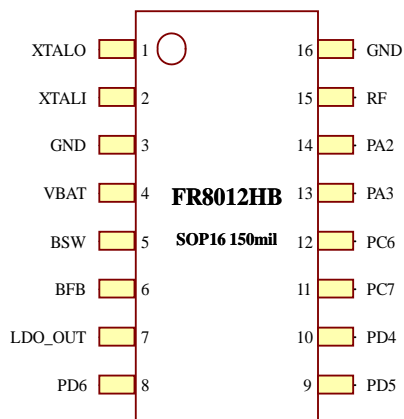 XTALO 1 16 GND
XTALI 2 15 RF
GND 3 14 PA2
VBAT 4 13 PA3
FR8012HB
BSW 5 12 PC6
SOP16 150mil
BFB 6 11 PC7
LDO_OUT 7 10 PD4
PD6 8 9 PD5